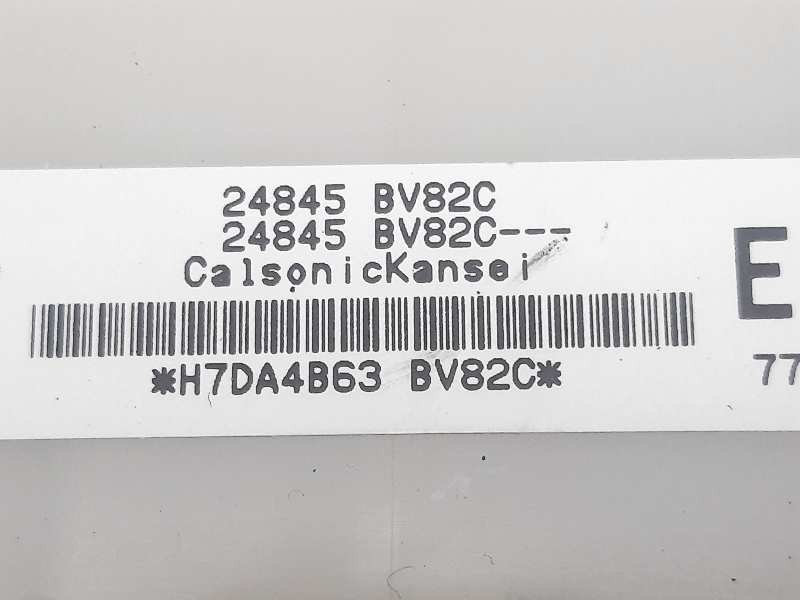 24845 BV82C
24845 BV82C---
CalsonicKansei
E
*H7DA4B63 BV82C*
77